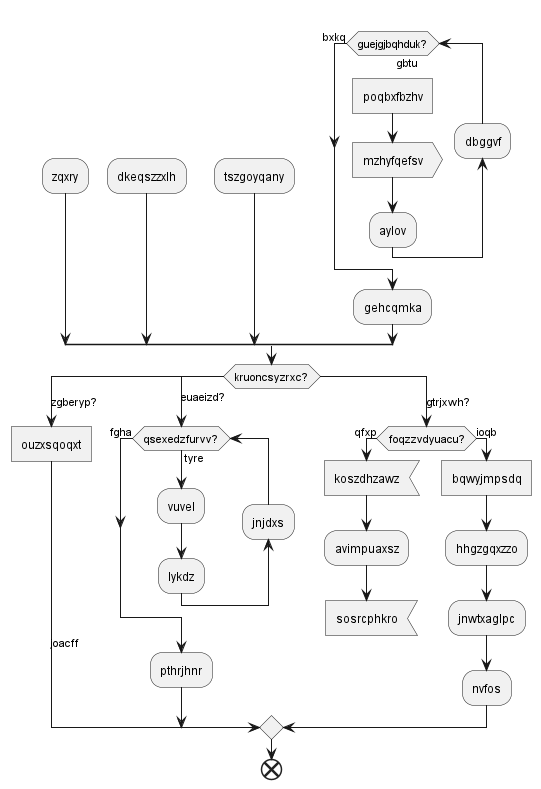 bxkq
guejgjbqhduk?
gbtu
poqbxfbzhv
dbggvf
mzhyfqefsv
zqxry
dkeqszzxlh
tszgoyqany
aylov
gehcqmka
kruoncsyzrxc?
zgberyp?
euaeizd?
gtrjxwh?
fgha
qsexedzfurvv?
qfxp
foqzzvdyuacu?
ioqb
ouzxsqoqxt
tyre
koszdhzawz
bqwyjmpsdq
vuvel
jnjdxs
avimpuaxsz
hhgzgqxzzo
lykdz
sosrcphkro
jnwtxaglpc
joacff
pthrjhnr
nvfos